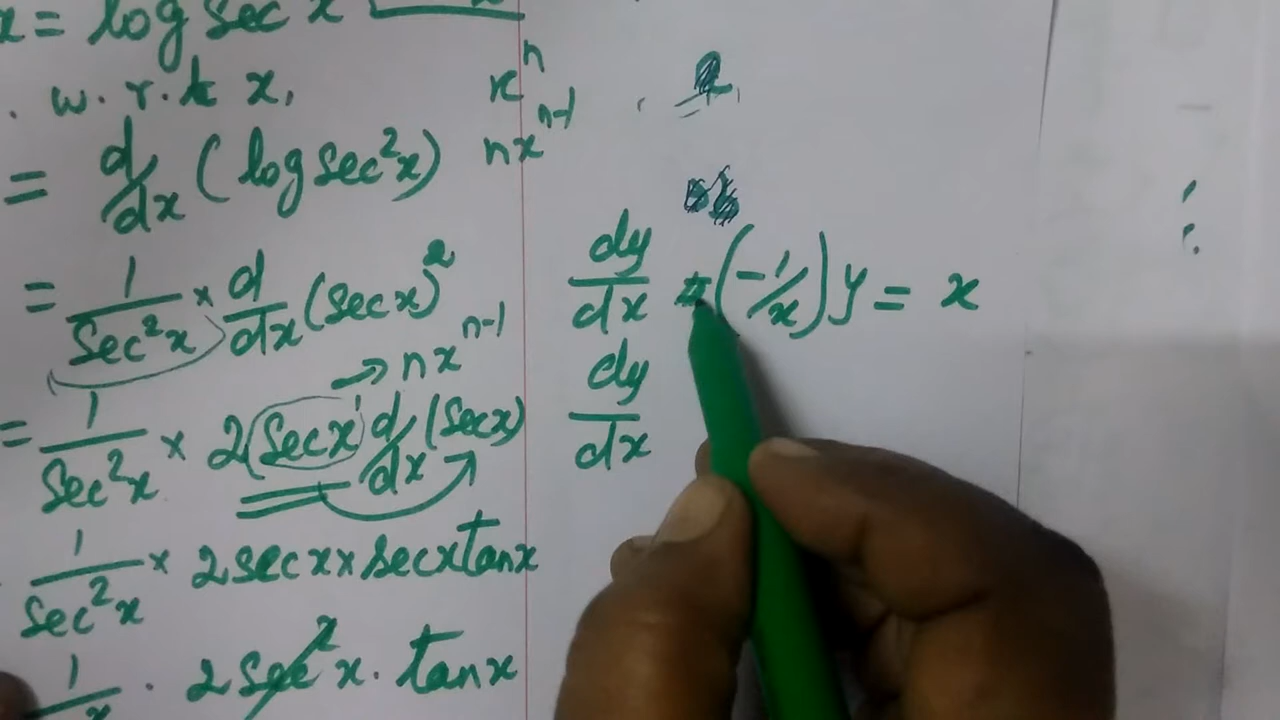 x = log sec x
. w.r.t x,
= d/dx (log sec²x)
= 1/sec²x × d/dx (sec x)²
→ nx^(n-1)
= 1/sec²x × 2(sec x)¹ d/dx (sec x)
1/sec²x × 2 sec x × sec x tan x
1/x · 2 sec²x · tan x
x^n
nx^(n-1)
dy/dx + (-1/x) y = x
dy/dx